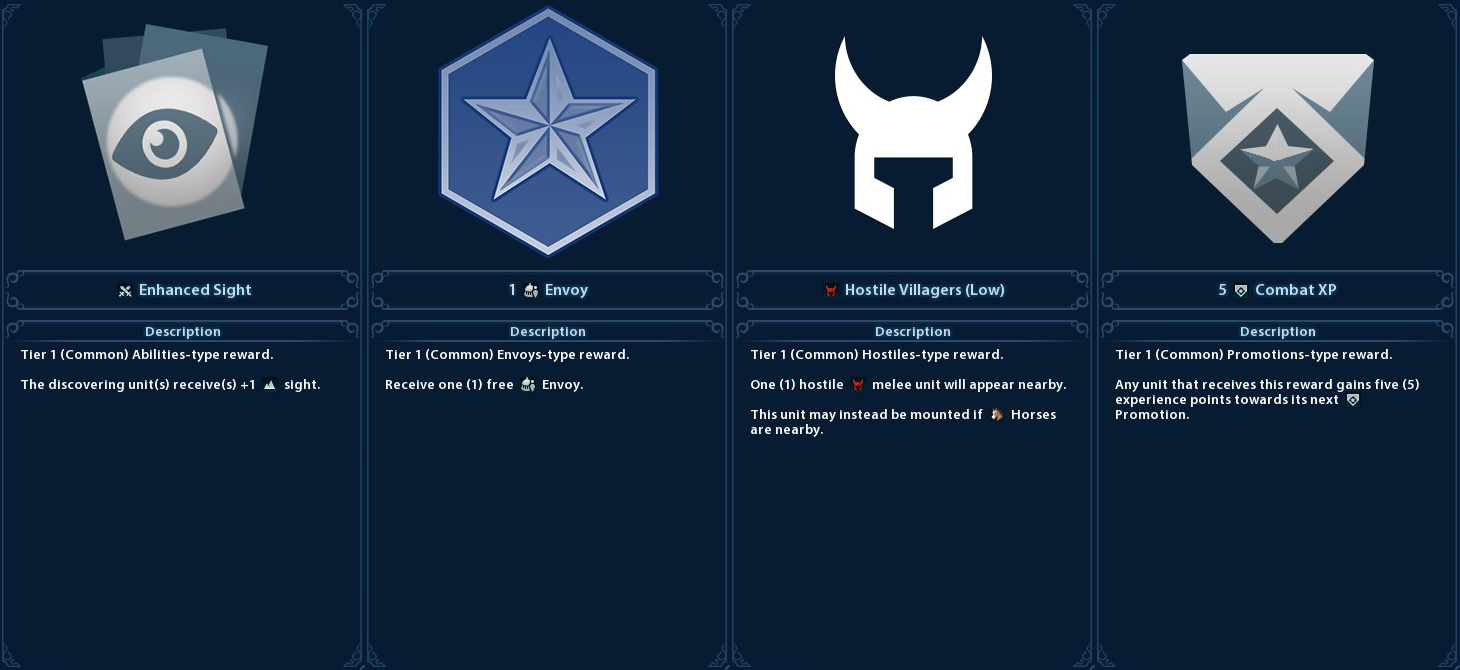 Enhanced Sight
Description
Tier 1 (Common) Abilities-type reward.
The discovering unit(s) receive(s) +1 sight.
1 Envoy
Description
Tier 1 (Common) Envoys-type reward.
Receive one (1) free Envoy.
Hostile Villagers (Low)
Description
Tier 1 (Common) Hostiles-type reward.
One (1) hostile melee unit will appear nearby.
This unit may instead be mounted if Horses
are nearby.
5 Combat XP
Description
Tier 1 (Common) Promotions-type reward.
Any unit that receives this reward gains five (5)
experience points towards its next
Promotion.